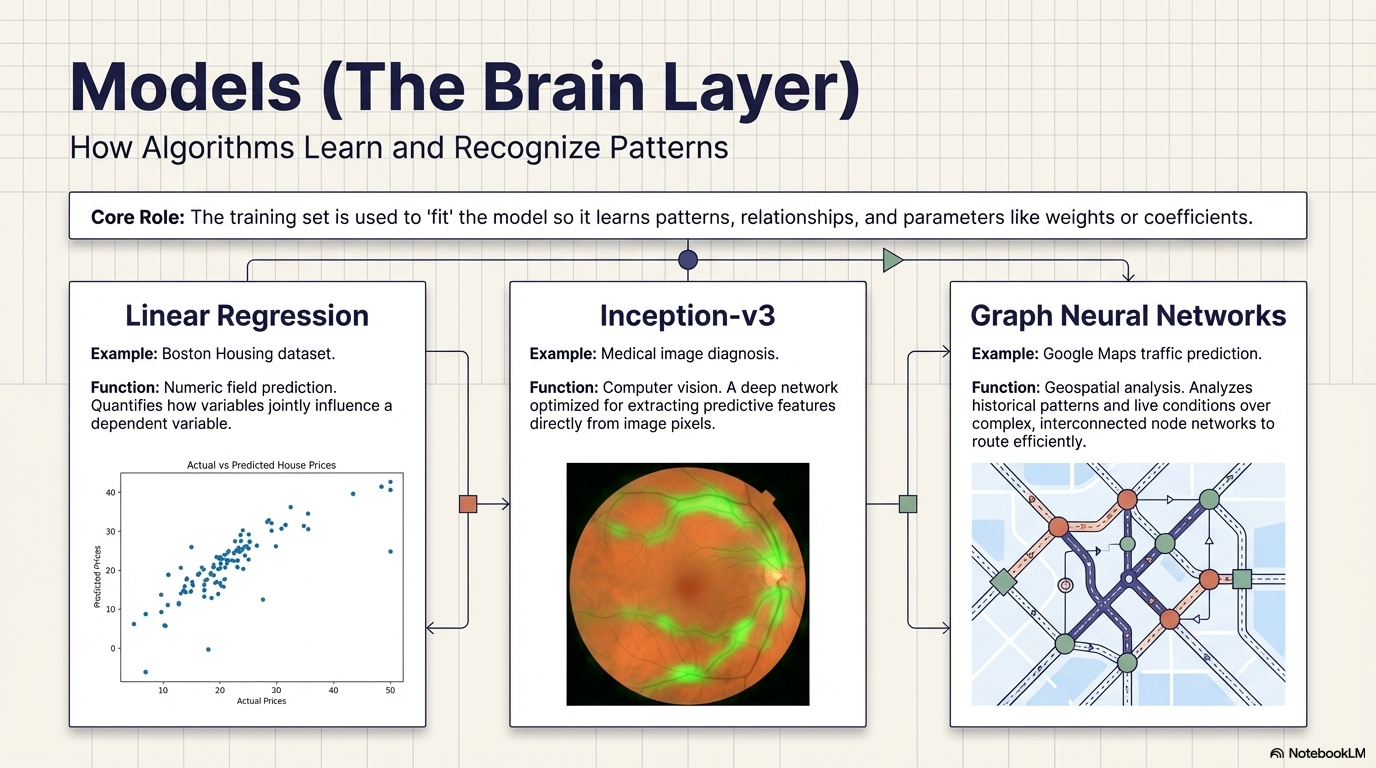 Models (The Brain Layer)
How Algorithms Learn and Recognize Patterns
Core Role: The training set is used to 'fit' the model so it learns patterns, relationships, and parameters like weights or coefficients.
Linear Regression
Example: Boston Housing dataset.
Function: Numeric field prediction.
Quantifies how variables jointly influence a
dependent variable.
Actual vs Predicted House Prices
40
30
20
10
0
Predicted Prices
10
20
30
40
50
Actual Prices
Inception-v3
Example: Medical image diagnosis.
Function: Computer vision. A deep network
optimized for extracting predictive features
directly from image pixels.
Graph Neural Networks
Example: Google Maps traffic prediction.
Function: Geospatial analysis. Analyzes
historical patterns and live conditions over
complex, interconnected node networks to
route efficiently.
NotebookLM